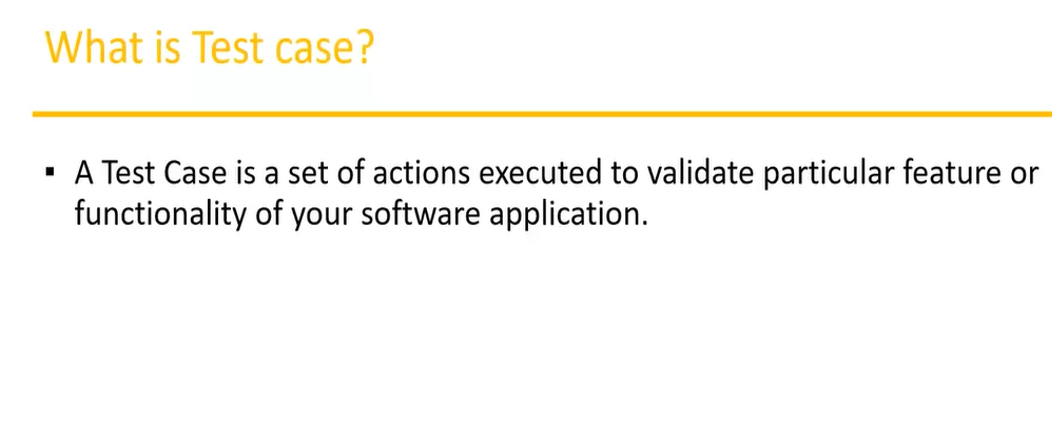 What is Test case?
▪ A Test Case is a set of actions executed to validate particular feature or
functionality of your software application.